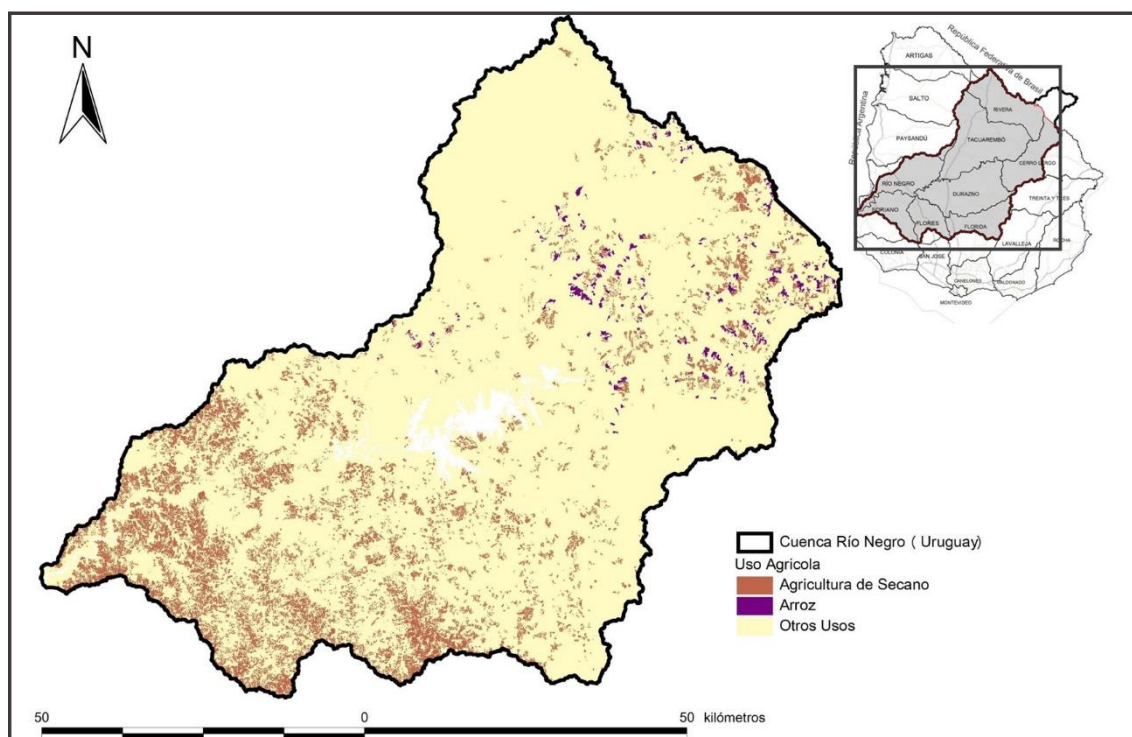 N
República Federativa de Brasil
República Argentina
ARTIGAS
SALTO
RIVERA
PAYSANDÚ
TACUAREMBÓ
CERRO LARGO
RÍO NEGRO
DURAZNO
TREINTA Y TRES
SORIANO
FLORES
FLORIDA
LAVALLEJA
ROCHA
COLONIA
SAN JOSE
CANELONES
MALDONADO
MONTEVIDEO
Cuenca Río Negro ( Uruguay)
Uso Agricola
Agricultura de Secano
Arroz
Otros Usos
50 0 50 kilómetros